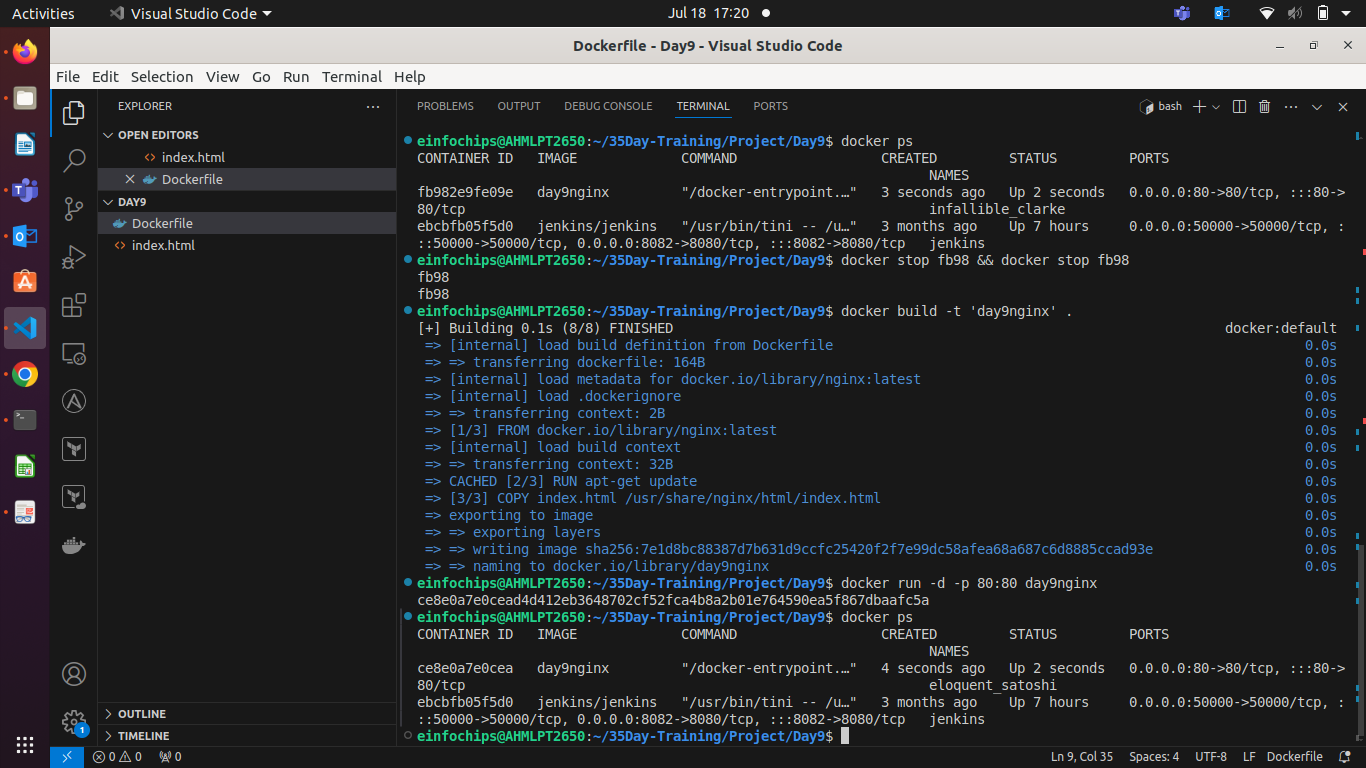 Activities
Visual Studio Code
Jul 18 17:20
Dockerfile - Day9 - Visual Studio Code
File Edit Selection View Go Run Terminal Help
EXPLORER
OPEN EDITORS
index.html
Dockerfile
DAY9
Dockerfile
index.html
OUTLINE
TIMELINE
1
PROBLEMS OUTPUT DEBUG CONSOLE TERMINAL PORTS
bash
einfochips@AHMLPT2650:~/35Day-Training/Project/Day9$ docker ps
CONTAINER ID   IMAGE             COMMAND                  CREATED         STATUS         PORTS
NAMES
fb982e9fe09e   day9nginx         "/docker-entrypoint.…"   3 seconds ago   Up 2 seconds   0.0.0.0:80->80/tcp, :::80->
80/tcp                                                          infallible_clarke
ebcbfb05f5d0   jenkins/jenkins   "/usr/bin/tini -- /u…"   3 months ago    Up 7 hours     0.0.0.0:50000->50000/tcp, :
::50000->50000/tcp, 0.0.0.0:8082->8080/tcp, :::8082->8080/tcp   jenkins
einfochips@AHMLPT2650:~/35Day-Training/Project/Day9$ docker stop fb98 && docker stop fb98
fb98
fb98
einfochips@AHMLPT2650:~/35Day-Training/Project/Day9$ docker build -t 'day9nginx' .
[+] Building 0.1s (8/8) FINISHED docker:default
=> [internal] load build definition from Dockerfile 0.0s
=> => transferring dockerfile: 164B 0.0s
=> [internal] load metadata for docker.io/library/nginx:latest 0.0s
=> [internal] load .dockerignore 0.0s
=> => transferring context: 2B 0.0s
=> [1/3] FROM docker.io/library/nginx:latest 0.0s
=> [internal] load build context 0.0s
=> => transferring context: 32B 0.0s
=> CACHED [2/3] RUN apt-get update 0.0s
=> [3/3] COPY index.html /usr/share/nginx/html/index.html 0.0s
=> exporting to image 0.0s
=> => exporting layers 0.0s
=> => writing image sha256:7e1d8bc88387d7b631d9ccfc25420f2f7e99dc58afea68a687c6d8885ccad93e 0.0s
=> => naming to docker.io/library/day9nginx 0.0s
einfochips@AHMLPT2650:~/35Day-Training/Project/Day9$ docker run -d -p 80:80 day9nginx
ce8e0a7e0cead4d412eb3648702cf52fca4b8a2b01e764590ea5f867dbaafc5a
einfochips@AHMLPT2650:~/35Day-Training/Project/Day9$ docker ps
CONTAINER ID   IMAGE             COMMAND                  CREATED         STATUS         PORTS
NAMES
ce8e0a7e0cea   day9nginx         "/docker-entrypoint.…"   4 seconds ago   Up 2 seconds   0.0.0.0:80->80/tcp, :::80->
80/tcp                                                          eloquent_satoshi
ebcbfb05f5d0   jenkins/jenkins   "/usr/bin/tini -- /u…"   3 months ago    Up 7 hours     0.0.0.0:50000->50000/tcp, :
::50000->50000/tcp, 0.0.0.0:8082->8080/tcp, :::8082->8080/tcp   jenkins
einfochips@AHMLPT2650:~/35Day-Training/Project/Day9$
0 0 0 Ln 9, Col 35 Spaces: 4 UTF-8 LF Dockerfile